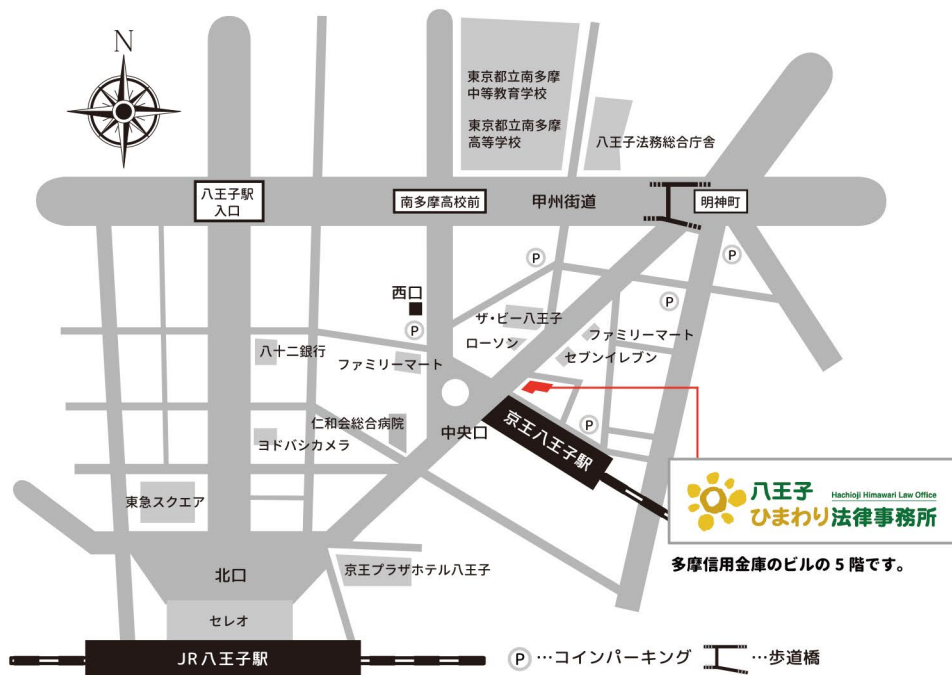 N
東京都立南多摩
中等教育学校
東京都立南多摩
高等学校
八王子法務総合庁舎
八王子駅
入口
南多摩高校前
甲州街道
明神町
P
P
P
西口
P
ザ・ビー八王子
ローソン
ファミリーマート
セブンイレブン
八十二銀行
ファミリーマート
仁和会総合病院
中央口
ヨドバシカメラ
P
京王八王子駅
東急スクエア
八王子
Hachioji Himawari Law Office
ひまわり法律事務所
多摩信用金庫のビルの5階です。
北口
京王プラザホテル八王子
セレオ
JR八王子駅
P…コインパーキング
…歩道橋